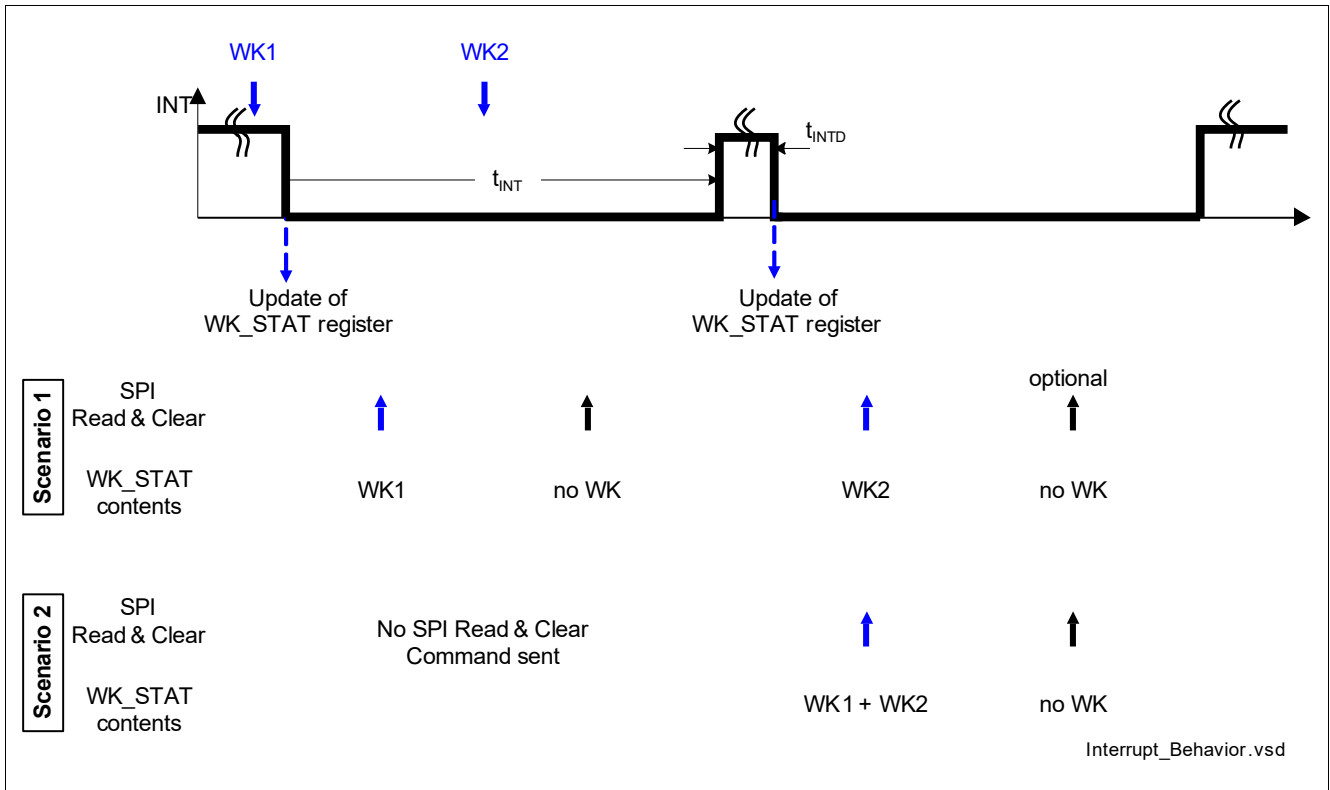 WK1 WK2
INT
tINTD
tINT
Update of
WK_STAT register
Update of
WK_STAT register
Scenario 1
SPI
Read & Clear
optional
WK_STAT
contents
WK1 no WK WK2 no WK
Scenario 2
SPI
Read & Clear
No SPI Read & Clear
Command sent
WK_STAT
contents
WK1 + WK2 no WK
Interrupt_Behavior.vsd